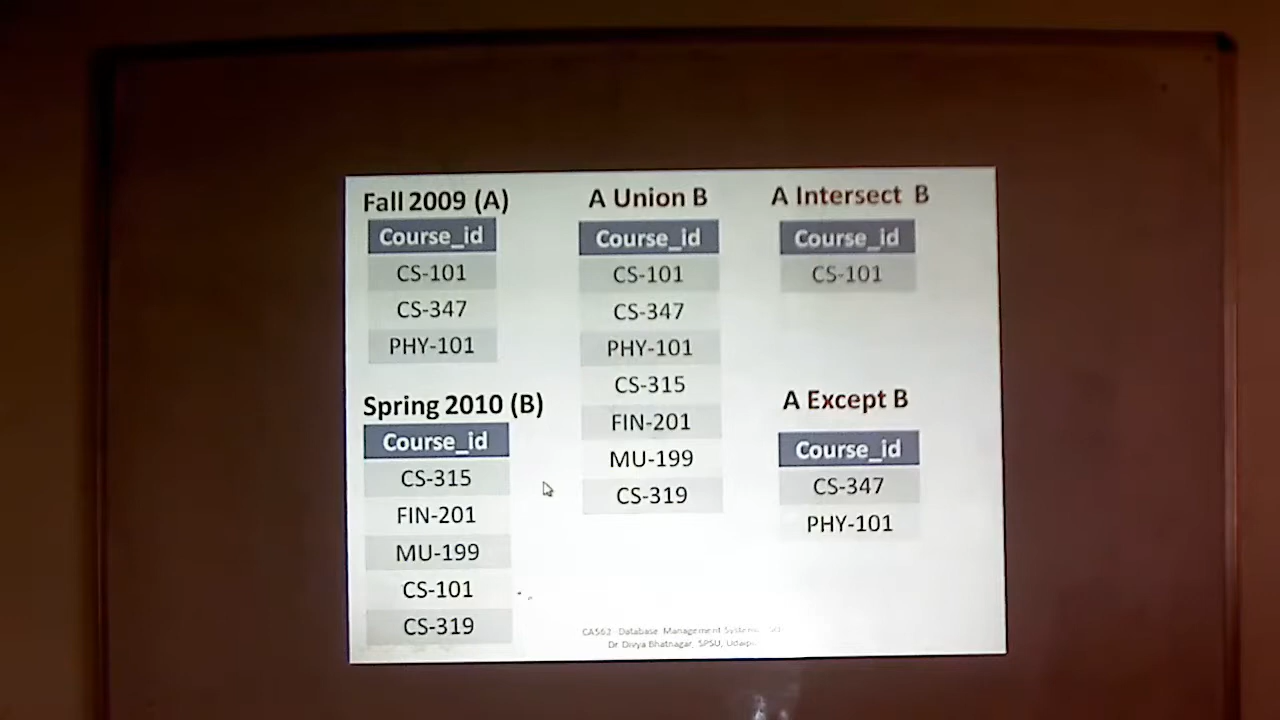 Fall 2009 (A)
Course_id
CS-101
CS-347
PHY-101
Spring 2010 (B)
Course_id
CS-315
FIN-201
MU-199
CS-101
CS-319
A Union B
Course_id
CS-101
CS-347
PHY-101
CS-315
FIN-201
MU-199
CS-319
A Intersect B
Course_id
CS-101
A Except B
Course_id
CS-347
PHY-101
CA563 Database Management Systems
Dr Divya Bhatnagar, SPSU,